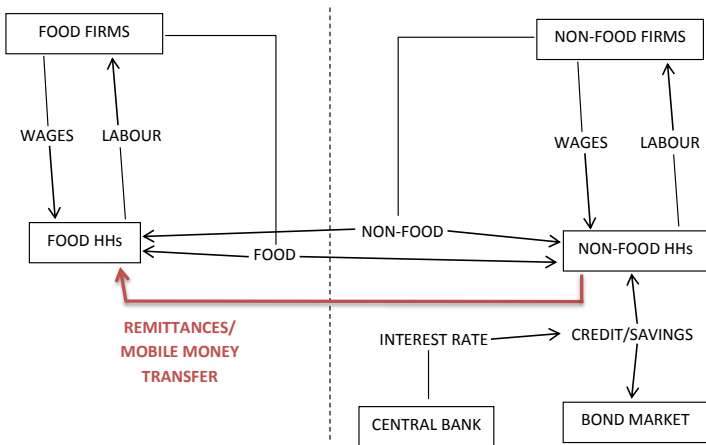 FOOD FIRMS
NON-FOOD FIRMS
WAGES
LABOUR
WAGES
LABOUR
FOOD HHs
NON-FOOD
FOOD
NON-FOOD HHs
REMITTANCES/
MOBILE MONEY
TRANSFER
INTEREST RATE
CREDIT/SAVINGS
CENTRAL BANK
BOND MARKET